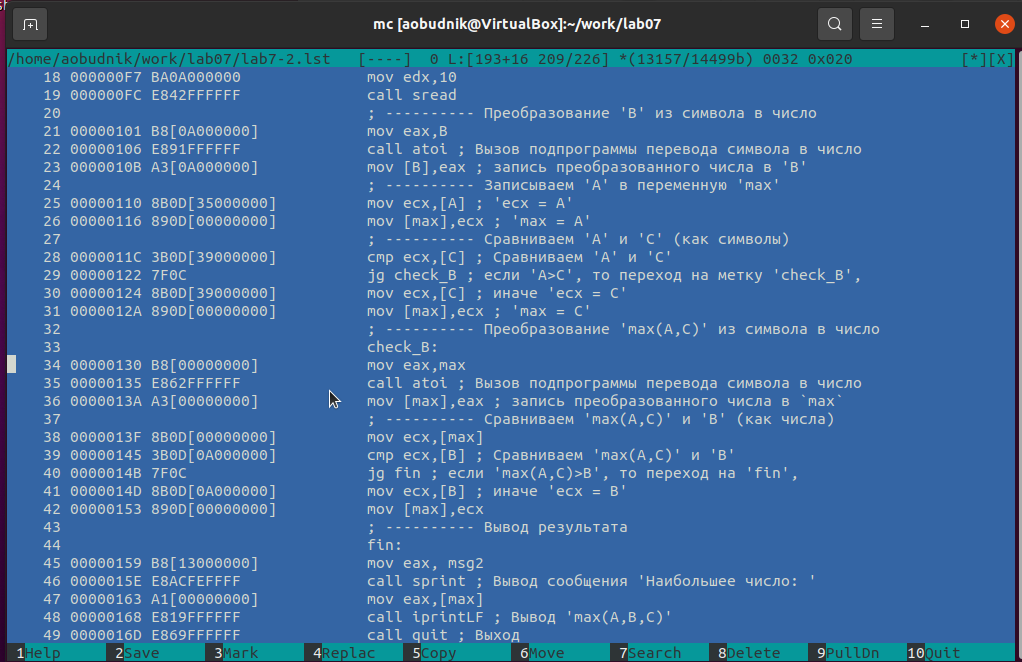 mc [aobudnik@VirtualBox]:~/work/lab07
/home/aobudnik/work/lab07/lab7-2.lst   [----]  0 L:[193+16 209/226] *(13157/14499b) 0032 0x020            [*][X]
18 000000F7 BA0A000000              mov edx,10
19 000000FC E842FFFFFF              call sread
20                                  ; ---------- Преобразование 'B' из символа в число
21 00000101 B8[0A000000]            mov eax,B
22 00000106 E891FFFFFF              call atoi ; Вызов подпрограммы перевода символа в число
23 0000010B A3[0A000000]            mov [B],eax ; запись преобразованного числа в 'B'
24                                  ; ---------- Записываем 'A' в переменную 'max'
25 00000110 8B0D[35000000]          mov ecx,[A] ; 'ecx = A'
26 00000116 890D[00000000]          mov [max],ecx ; 'max = A'
27                                  ; ---------- Сравниваем 'A' и 'C' (как символы)
28 0000011C 3B0D[39000000]          cmp ecx,[C] ; Сравниваем 'A' и 'C'
29 00000122 7F0C                    jg check_B ; если 'A>C', то переход на метку 'check_B',
30 00000124 8B0D[39000000]          mov ecx,[C] ; иначе 'ecx = C'
31 0000012A 890D[00000000]          mov [max],ecx ; 'max = C'
32                                  ; ---------- Преобразование 'max(A,C)' из символа в число
33                                  check_B:
34 00000130 B8[00000000]            mov eax,max
35 00000135 E862FFFFFF              call atoi ; Вызов подпрограммы перевода символа в число
36 0000013A A3[00000000]            mov [max],eax ; запись преобразованного числа в `max`
37                                  ; ---------- Сравниваем 'max(A,C)' и 'B' (как числа)
38 0000013F 8B0D[00000000]          mov ecx,[max]
39 00000145 3B0D[0A000000]          cmp ecx,[B] ; Сравниваем 'max(A,C)' и 'B'
40 0000014B 7F0C                    jg fin ; если 'max(A,C)>B', то переход на 'fin',
41 0000014D 8B0D[0A000000]          mov ecx,[B] ; иначе 'ecx = B'
42 00000153 890D[00000000]          mov [max],ecx
43                                  ; ---------- Вывод результата
44                                  fin:
45 00000159 B8[13000000]            mov eax, msg2
46 0000015E E8ACFEFFFF              call sprint ; Вывод сообщения 'Наибольшее число: '
47 00000163 A1[00000000]            mov eax,[max]
48 00000168 E819FFFFFF              call iprintLF ; Вывод 'max(A,B,C)'
49 0000016D E869FFFFFF              call quit ; Выход
1Help 2Save 3Mark 4Replac 5Copy 6Move 7Search 8Delete 9PullDn 10Quit